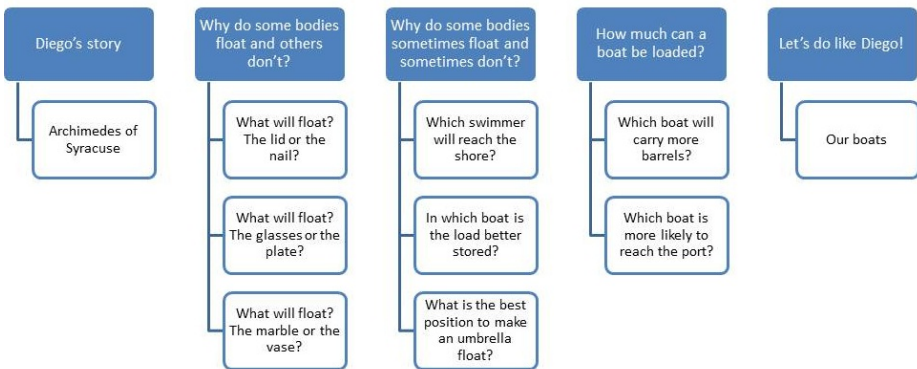 Diego's story
Archimedes of
Syracuse
Why do some bodies
float and others
don't?
What will float?
The lid or the
nail?
What will float?
The glasses or the
plate?
What will float?
The marble or the
vase?
Why do some bodies
sometimes float and
sometimes don't?
Which swimmer
will reach the
shore?
In which boat is
the load better
stored?
What is the best
position to make
an umbrella
float?
How much can a
boat be loaded?
Which boat will
carry more
barrels?
Which boat is
more likely to
reach the port?
Let's do like Diego!
Our boats